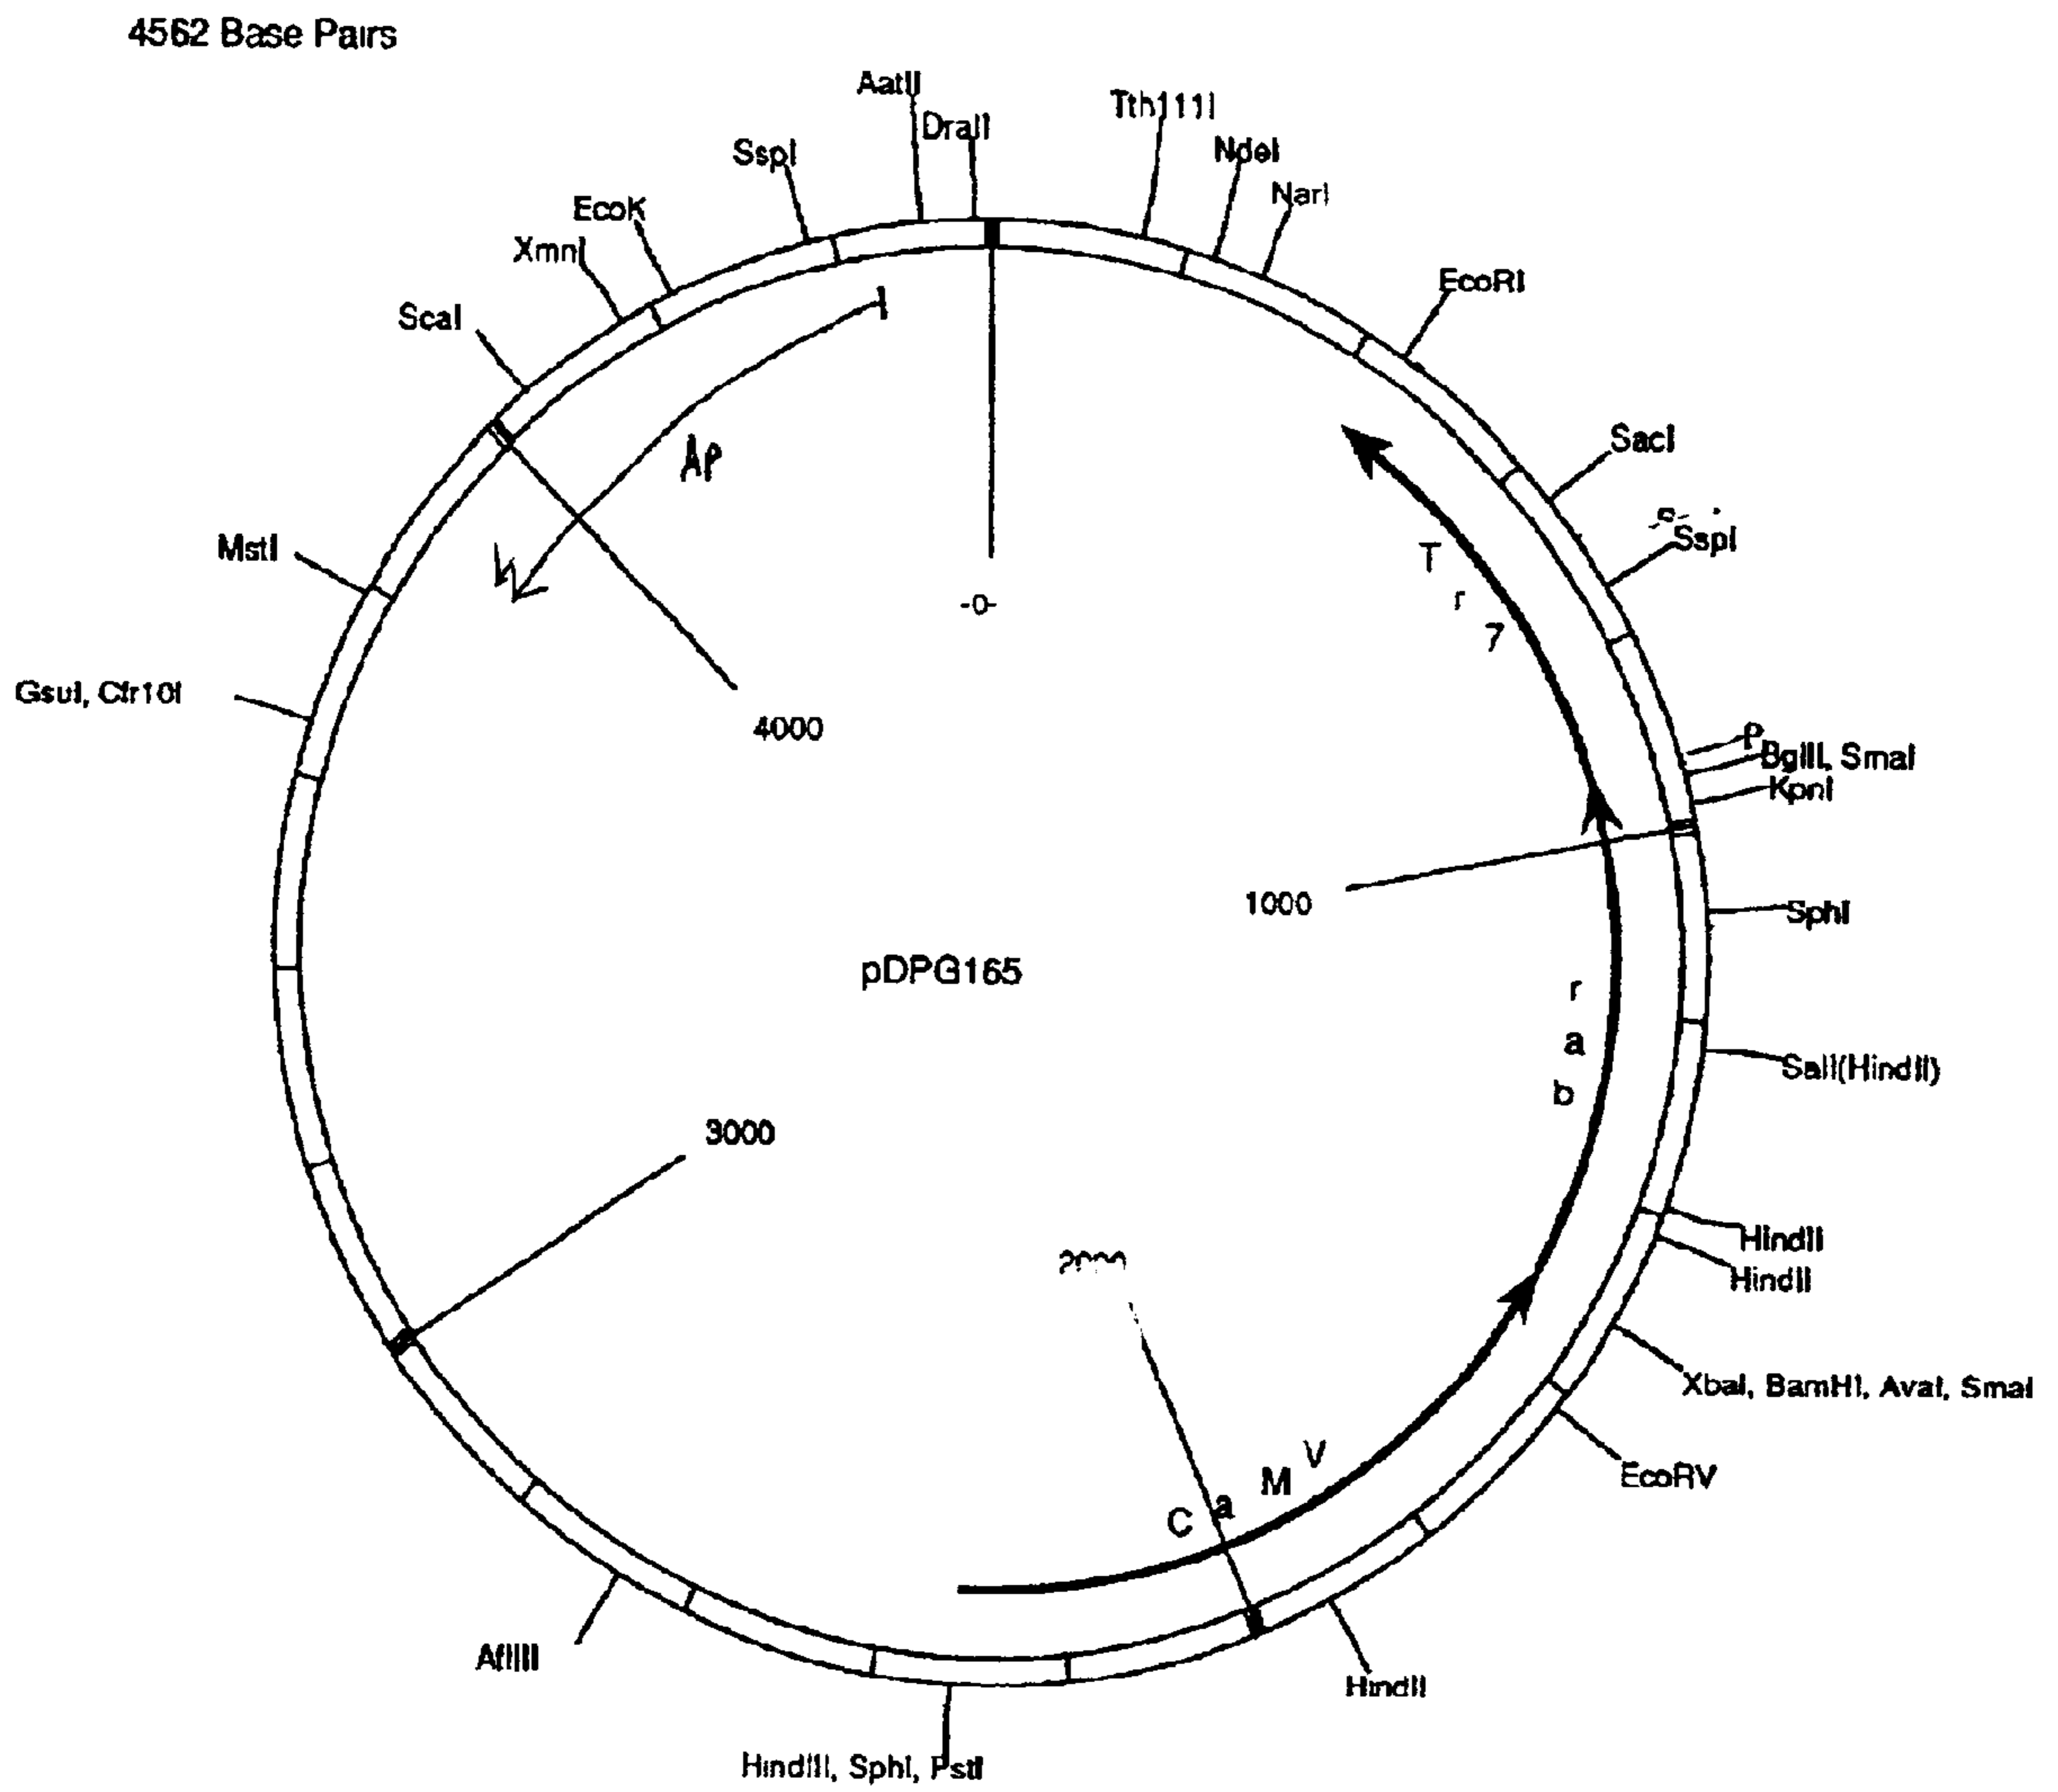 4562 Base Pairs
AatII
DraII
Tth111I
SspI
NdeI
NarI
EcoK
XmnI
EcoRI
ScaI
SacI
AP
MstI
SspI
T
r
7
-0-
GsuI, Cfr10I
4000
P
BglII, SmaI
KpnI
1000
SphI
pDPG165
r
a
b
SalI(HindII)
3000
HindII
HindII
XbaI, BamHI, AvaI, SmaI
EcoRV
V
M
a
C
AflIII
HindII
HindIII, SphI, PstI